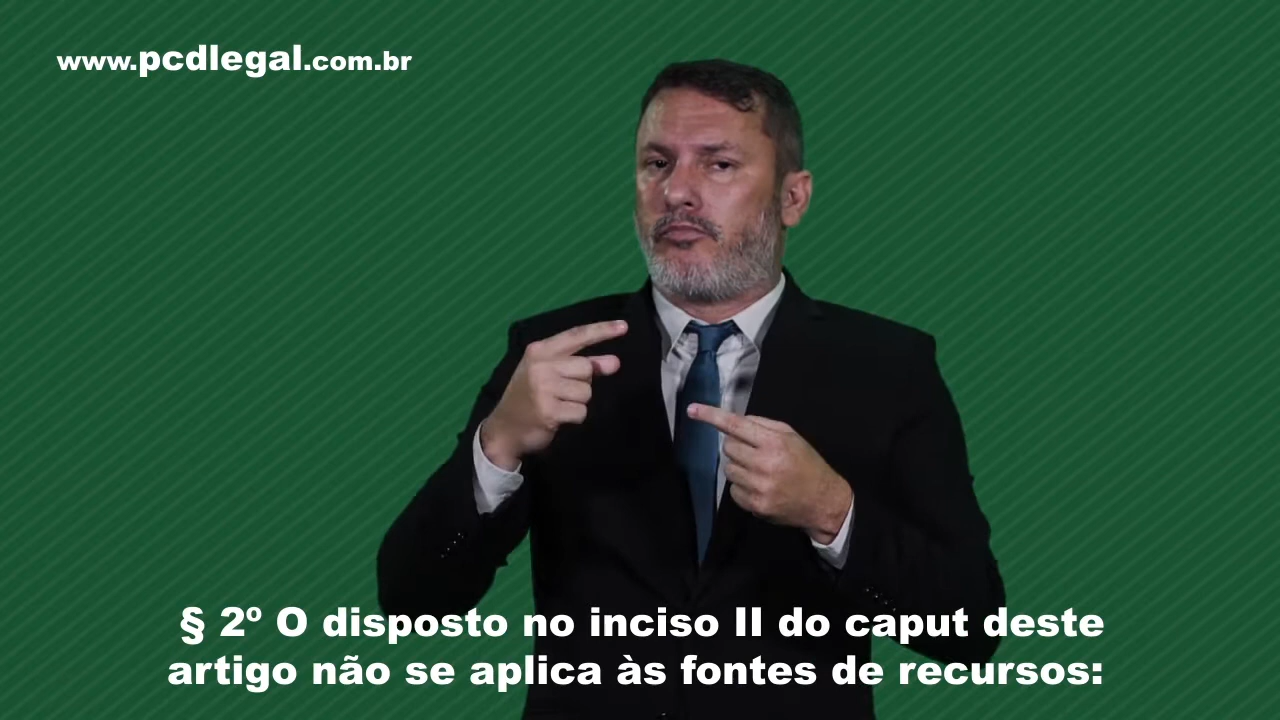 www.pcdlegal.com.br
§ 2º O disposto no inciso II do caput deste
artigo não se aplica às fontes de recursos: